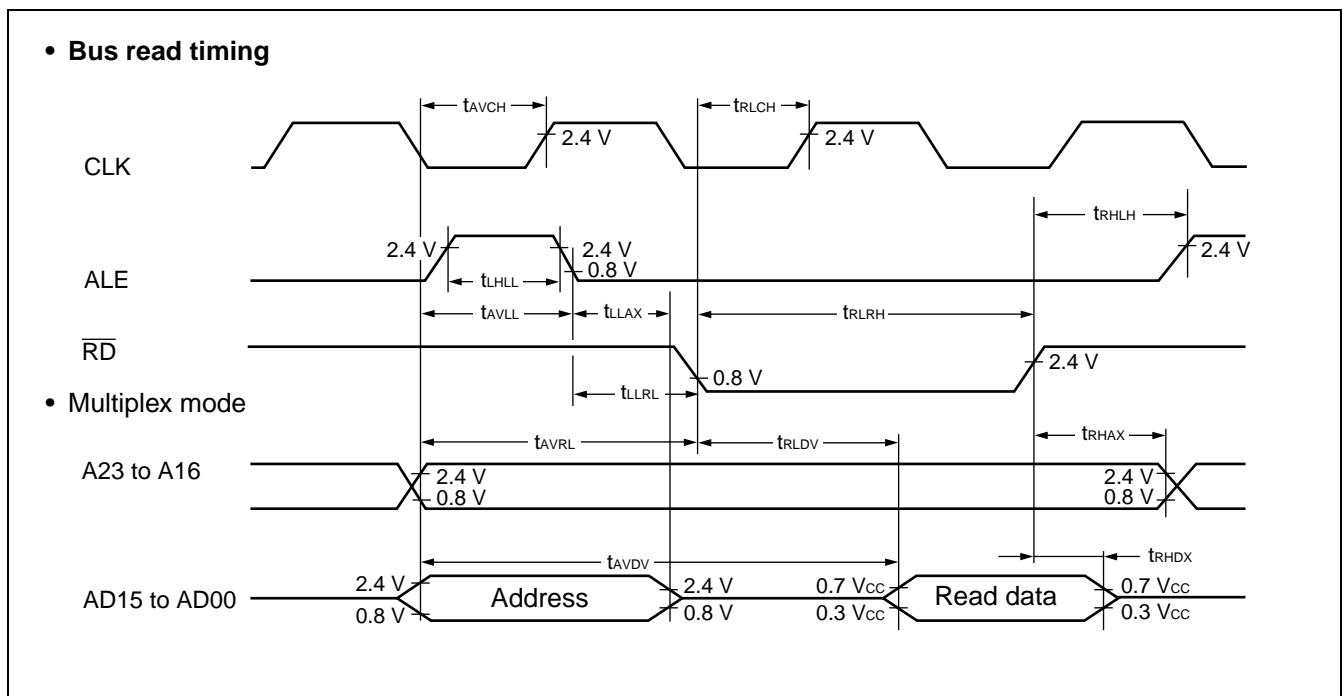 • Bus read timing
tAVCH
tRLCH
2.4 V
2.4 V
CLK
tRHLH
2.4 V
2.4 V
2.4 V
0.8 V
ALE
tLHLL
tAVLL
tLLAX
tRLRH
RD
2.4 V
0.8 V
tLLRL
• Multiplex mode
tAVRL
tRLDV
tRHAX
A23 to A16
2.4 V
2.4 V
0.8 V
0.8 V
tAVDV
tRHDX
2.4 V
2.4 V
0.7 VCC
0.7 VCC
AD15 to AD00
Address
Read data
0.8 V
0.8 V
0.3 VCC
0.3 VCC